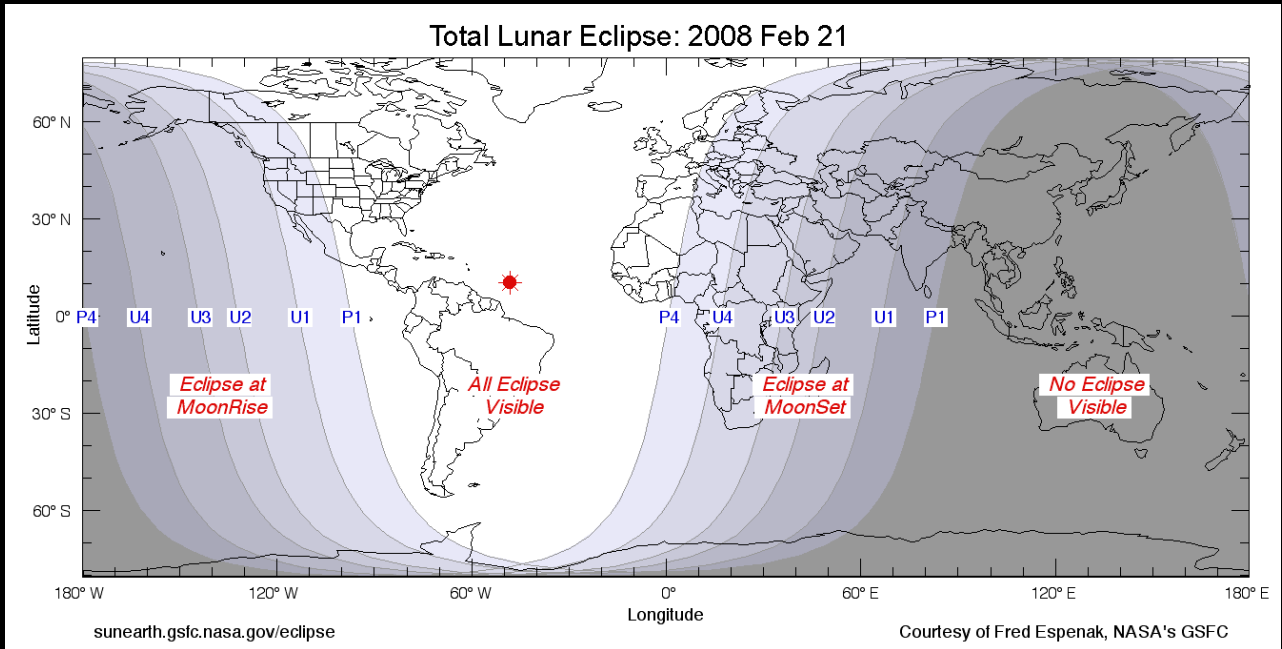 Total Lunar Eclipse: 2008 Feb 21
60° N
30° N
Latitude
0°
30° S
60° S
P4 U4 U3 U2 U1 P1 P4 U4 U3 U2 U1 P1
Eclipse at
MoonRise
All Eclipse
Visible
Eclipse at
MoonSet
No Eclipse
Visible
180° W 120° W 60° W 0° 60° E 120° E 180° E
Longitude
sunearth.gsfc.nasa.gov/eclipse
Courtesy of Fred Espenak, NASA's GSFC